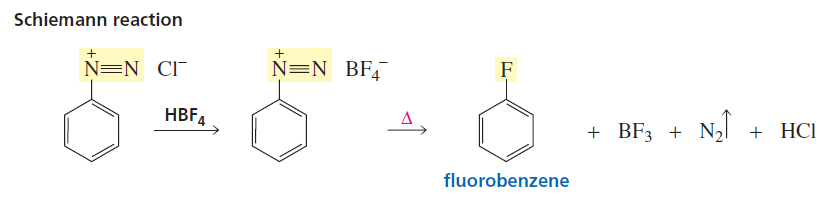 Schiemann reaction
+ N≡N Cl⁻ + N≡N BF₄⁻ F
HBF₄ Δ + BF₃ + N₂↑ + HCl
fluorobenzene